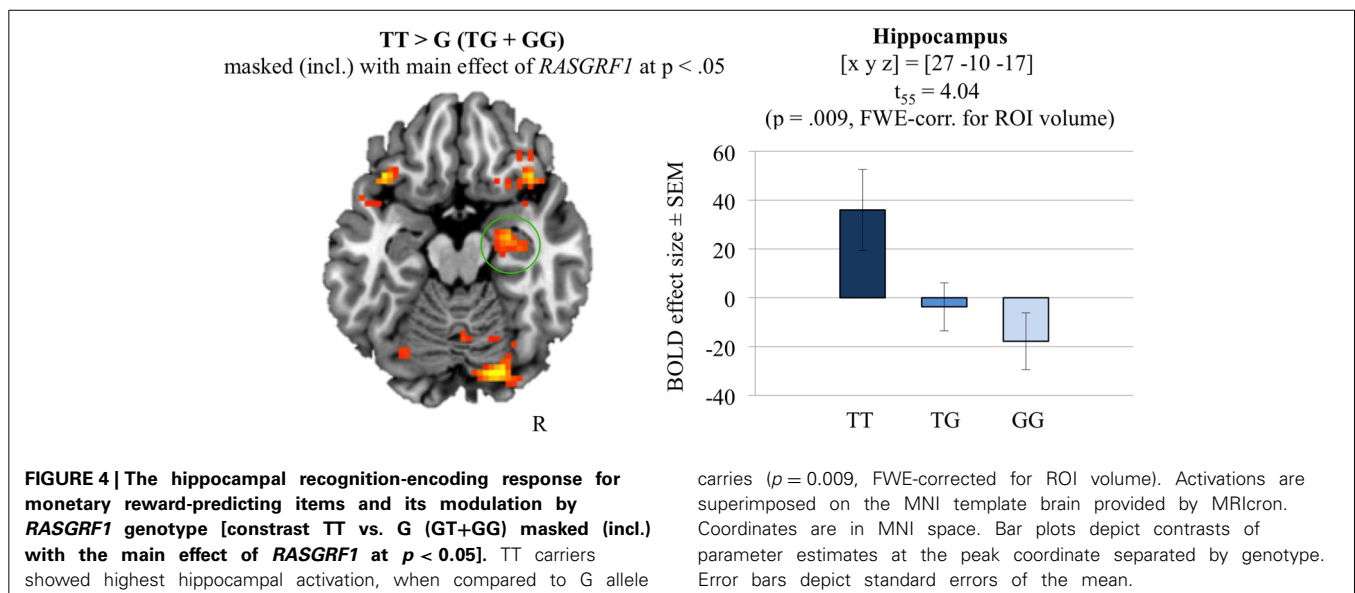 TT > G (TG + GG)
masked (incl.) with main effect of RASGRF1 at p < .05
R
Hippocampus
[x y z] = [27 -10 -17]
t55 = 4.04
(p = .009, FWE-corr. for ROI volume)
BOLD effect size ± SEM
60
40
20
0
-20
-40
TT TG GG
FIGURE 4 | The hippocampal recognition-encoding response for
monetary reward-predicting items and its modulation by
RASGRF1 genotype [constrast TT vs. G (GT+GG) masked (incl.)
with the main effect of RASGRF1 at p < 0.05]. TT carriers
showed highest hippocampal activation, when compared to G allele
carries (p = 0.009, FWE-corrected for ROI volume). Activations are
superimposed on the MNI template brain provided by MRIcron.
Coordinates are in MNI space. Bar plots depict contrasts of
parameter estimates at the peak coordinate separated by genotype.
Error bars depict standard errors of the mean.